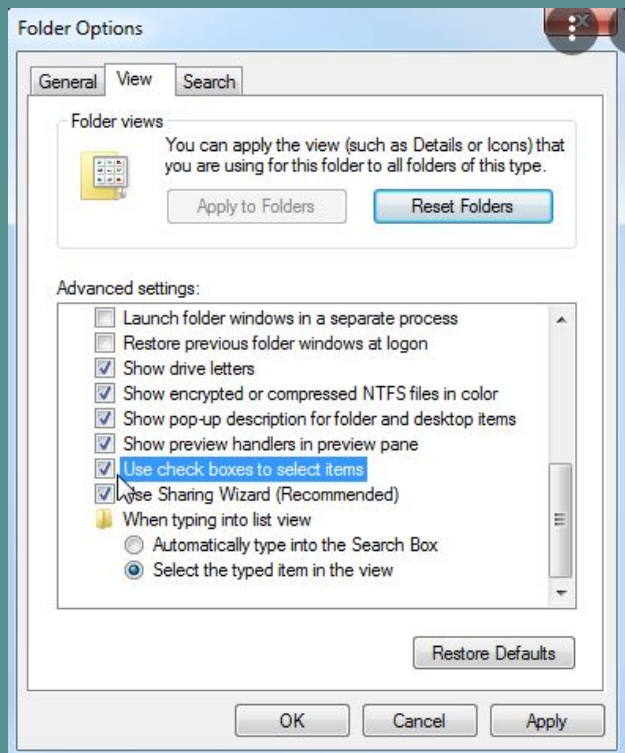 Folder Options
General View Search
Folder views
You can apply the view (such as Details or Icons) that
you are using for this folder to all folders of this type.
Apply to Folders Reset Folders
Advanced settings:
Launch folder windows in a separate process
Restore previous folder windows at logon
Show drive letters
Show encrypted or compressed NTFS files in color
Show pop-up description for folder and desktop items
Show preview handlers in preview pane
Use check boxes to select items
Use Sharing Wizard (Recommended)
When typing into list view
Automatically type into the Search Box
Select the typed item in the view
Restore Defaults
OK Cancel Apply